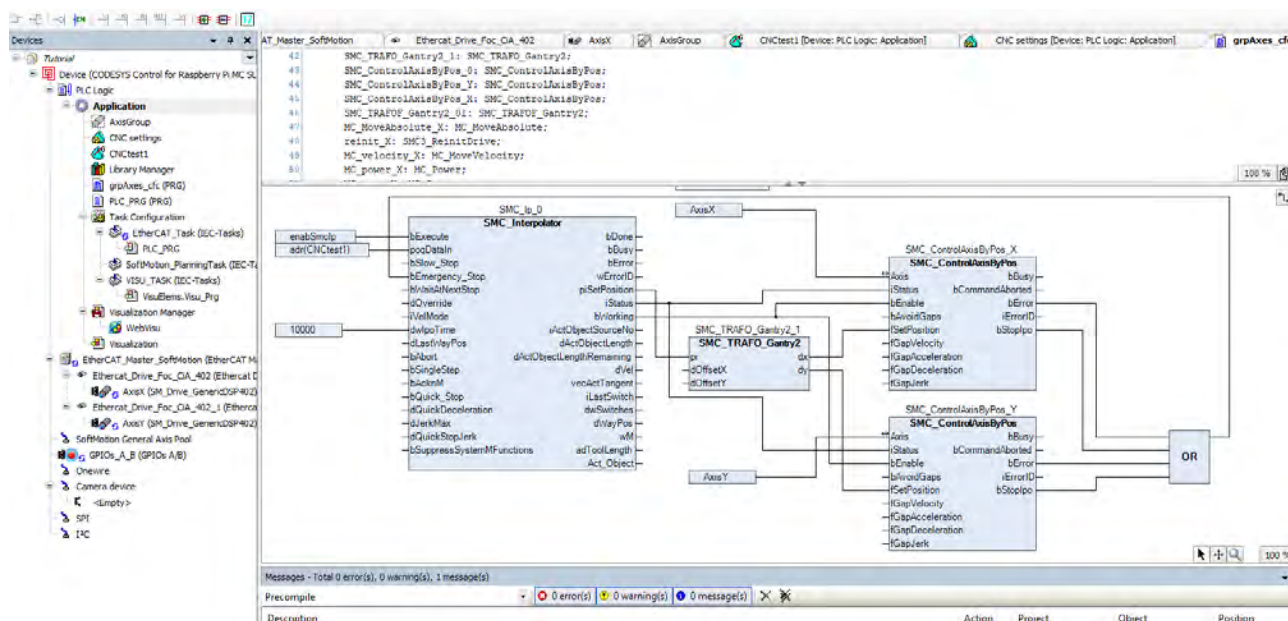 Devices
Tutorial
Device (CODESYS Control for Raspberry Pi MC SL
PLC Logic
Application
AxisGroup
CNC settings
CNCtest1
Library Manager
grpAxes_cfc (PRG)
PLC_PRG (PRG)
Task Configuration
EtherCAT_Task (IEC-Tasks)
PLC_PRG
SoftMotion_PlanningTask (IEC-Ta
VISU_TASK (IEC-Tasks)
VisuElems.Visu_Prg
Visualization Manager
WebVisu
Visualization
EtherCAT_Master_SoftMotion (EtherCAT M
Ethercat_Drive_Foc_CiA_402 (Ethercat D
AxisX (SM_Drive_GenericDSP402)
Ethercat_Drive_Foc_CiA_402_1 (Etherca
AxisY (SM_Drive_GenericDSP402)
SoftMotion General Axis Pool
GPIOs_A_B (GPIOs A/B)
Onewire
Camera device
<Empty>
SPI
I²C
AT_Master_SoftMotion
Ethercat_Drive_Foc_CiA_402
AxisX
AxisGroup
CNCtest1 [Device: PLC Logic: Application]
CNC settings [Device: PLC Logic: Application]
grpAxes_cfc
42 SMC_TRAFO_Gantry2_1: SMC_TRAFO_Gantry2;
43 SMC_ControlAxisByPos_0: SMC_ControlAxisByPos;
44 SMC_ControlAxisByPos_Y: SMC_ControlAxisByPos;
45 SMC_ControlAxisByPos_X: SMC_ControlAxisByPos;
46 SMC_TRAFOF_Gantry2_01: SMC_TRAFOF_Gantry2;
47 MC_MoveAbsolute_X: MC_MoveAbsolute;
48 reinit_X: SMC3_ReinitDrive;
49 MC_velocity_X: MC_MoveVelocity;
50 MC_power_X: MC_Power;
100 %
SMC_Ip_0
SMC_Interpolator
enabSmcIp
adr(CNCtest1)
10000
bExecute bDone
poqDataIn bBusy
bSlow_Stop bError
bEmergency_Stop wErrorID
bWaitAtNextStop piSetPosition
dOverride iStatus
iVelMode bWorking
dwIpoTime iActObjectSourceNo
dLastWayPos dActObjectLength
bAbort dActObjectLengthRemaining
bSingleStep dVel
bAcknM vecActTangent
bQuick_Stop iLastSwitch
dQuickDeceleration dwSwitches
dJerkMax dWayPos
dQuickStopJerk wM
bSuppressSystemMFunctions adToolLength
Act_Object
AxisX
SMC_TRAFO_Gantry2_1
SMC_TRAFO_Gantry2
pi dx
dOffsetX dy
dOffsetY
AxisY
SMC_ControlAxisByPos_X
SMC_ControlAxisByPos
Axis bBusy
iStatus bCommandAborted
bEnable bError
bAvoidGaps iErrorID
fSetPosition bStopIpo
fGapVelocity
fGapAcceleration
fGapDeceleration
fGapJerk
SMC_ControlAxisByPos_Y
SMC_ControlAxisByPos
Axis bBusy
iStatus bCommandAborted
bEnable bError
bAvoidGaps iErrorID
fSetPosition bStopIpo
fGapVelocity
fGapAcceleration
fGapDeceleration
fGapJerk
OR
100 %
Messages - Total 0 error(s), 0 warning(s), 1 message(s)
Precompile
0 error(s)
0 warning(s)
0 message(s)
Description Action Project Object Position